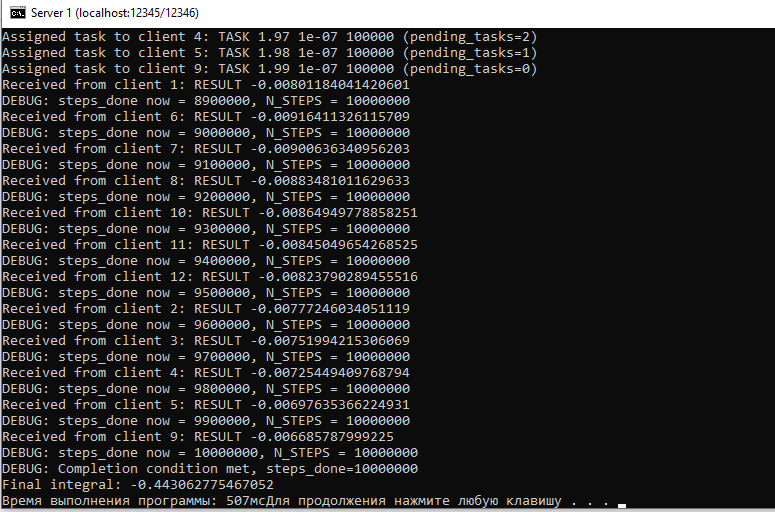 Server 1 (localhost:12345/12346)
Assigned task to client 4: TASK 1.97 1e-07 100000 (pending_tasks=2)
Assigned task to client 5: TASK 1.98 1e-07 100000 (pending_tasks=1)
Assigned task to client 9: TASK 1.99 1e-07 100000 (pending_tasks=0)
Received from client 1: RESULT -0.00801184041420601
DEBUG: steps_done now = 8900000, N_STEPS = 10000000
Received from client 6: RESULT -0.00916411326115709
DEBUG: steps_done now = 9000000, N_STEPS = 10000000
Received from client 7: RESULT -0.00900636340956203
DEBUG: steps_done now = 9100000, N_STEPS = 10000000
Received from client 8: RESULT -0.00883481011629633
DEBUG: steps_done now = 9200000, N_STEPS = 10000000
Received from client 10: RESULT -0.00864949778858251
DEBUG: steps_done now = 9300000, N_STEPS = 10000000
Received from client 11: RESULT -0.00845049654268525
DEBUG: steps_done now = 9400000, N_STEPS = 10000000
Received from client 12: RESULT -0.00823790289455516
DEBUG: steps_done now = 9500000, N_STEPS = 10000000
Received from client 2: RESULT -0.00777246034051119
DEBUG: steps_done now = 9600000, N_STEPS = 10000000
Received from client 3: RESULT -0.00751994215306069
DEBUG: steps_done now = 9700000, N_STEPS = 10000000
Received from client 4: RESULT -0.00725449409768794
DEBUG: steps_done now = 9800000, N_STEPS = 10000000
Received from client 5: RESULT -0.00697635366224931
DEBUG: steps_done now = 9900000, N_STEPS = 10000000
Received from client 9: RESULT -0.006685787999225
DEBUG: steps_done now = 10000000, N_STEPS = 10000000
DEBUG: Completion condition met, steps_done=10000000
Final integral: -0.443062775467052
Время выполнения программы: 507мсДля продолжения нажмите любую клавишу . . .